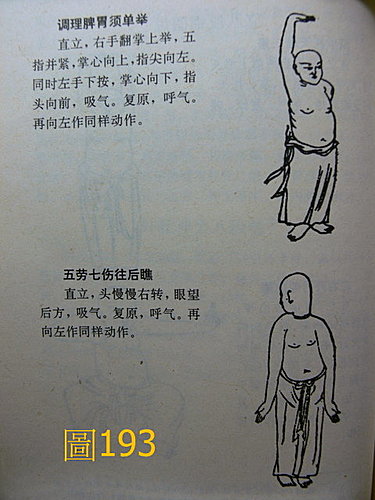 调理脾胃须单举
直立，右手翻掌上举，五
指并紧，掌心向上，指尖向左。
同时左手下按，掌心向下，指
头向前，吸气。复原，呼气。
再向左作同样动作。
五劳七伤往后瞧
直立，头慢慢右转，眼望
后方，吸气。复原，呼气。再
向左作同样动作。
圖193